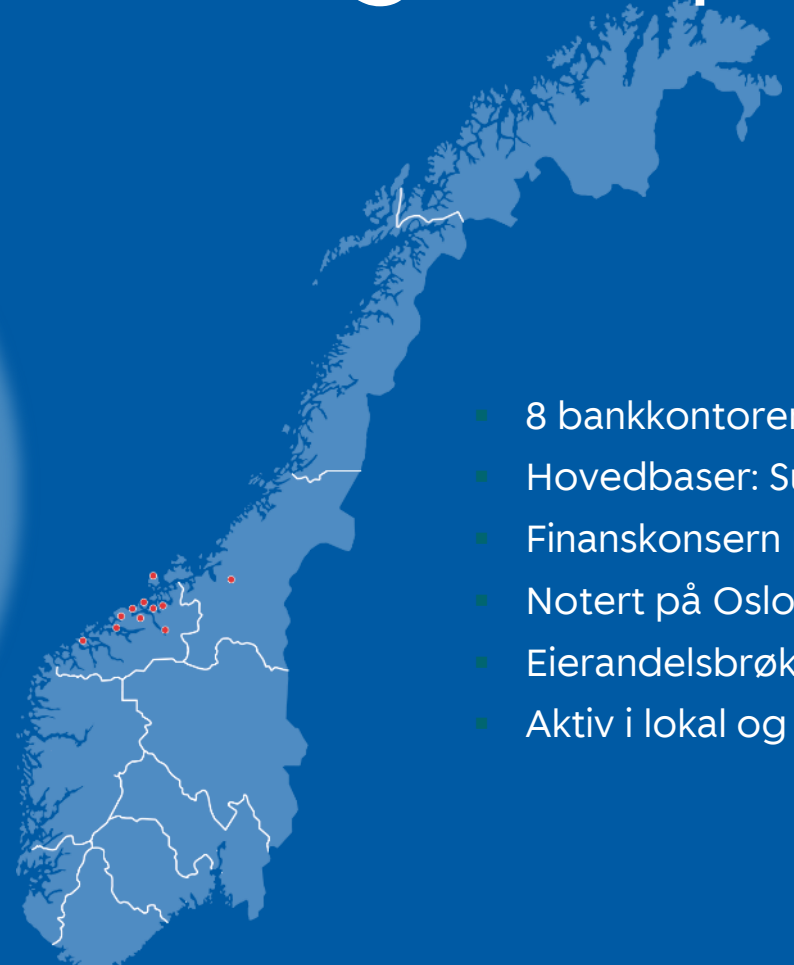 8 bankkontorer
Hovedbaser:
Finanskonsern
Notert på Oslo
Eierandelsbrøk
Aktiv i lokal og